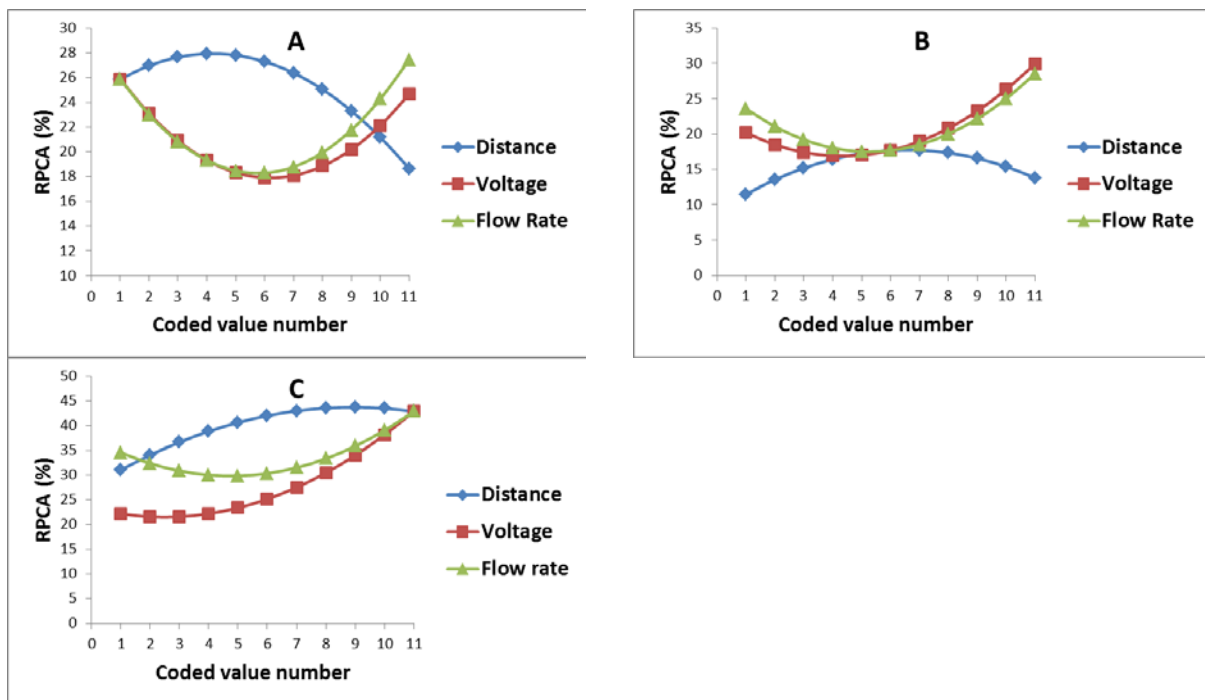 A
RPCA (%)
30
28
26
24
22
20
18
16
14
12
10
0 1 2 3 4 5 6 7 8 9 10 11
Coded value number
Distance
Voltage
Flow Rate
B
RPCA (%)
35
30
25
20
15
10
5
0
0 1 2 3 4 5 6 7 8 9 10 11
Coded value number
Distance
Voltage
Flow Rate
C
RPCA (%)
50
45
40
35
30
25
20
15
10
5
0
0 1 2 3 4 5 6 7 8 9 10 11
Coded value number
Distance
Voltage
Flow rate